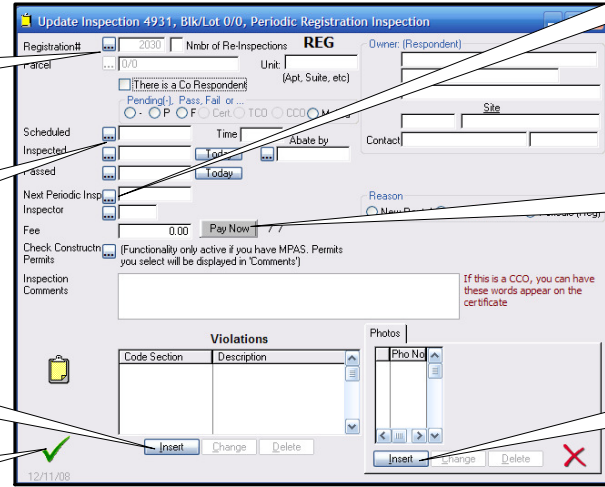 Update Inspection 4931, Blk/Lot 0/0, Periodic Registration Inspection
Registration# ... 2030 Nmbr of Re-Inspections REG
Owner: (Respondent)
Parcel ... 0/0 Unit:
(Apt, Suite, etc)
There is a Co Respondent
Pending(-), Pass, Fail or ...
- P F Cert. TCO CCO
Site
Scheduled ... Time
Abate by
Contact
Inspected ... Today ...
Passed ... Today
Next Periodic Insp ...
Reason
Inspector ...
Fee 0.00 Pay Now / /
Check Constructn ... (Functionality only active if you have MPAS. Permits
Permits you select will be displayed in 'Comments')
Inspection
Comments
If this is a CCO, you can have
these words appear on the
certificate
Violations
Photos
Code Section Description
Pho No
Insert Change Delete
Insert Change Delete
12/11/08